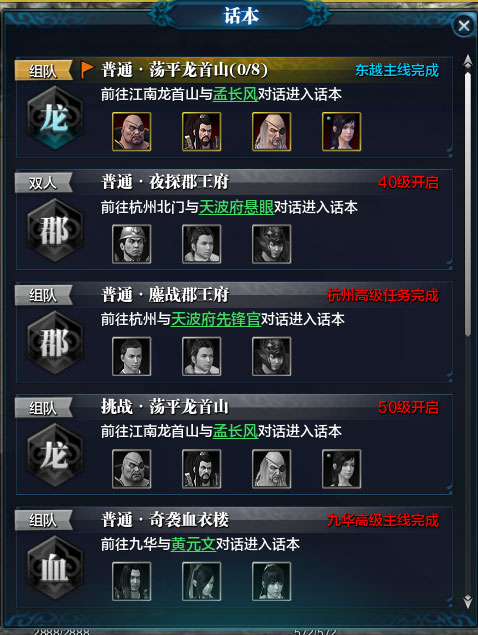 话本
组队 普通·荡平龙首山(0/8) 东越主线完成
龙 前往江南龙首山与孟长风对话进入话本
双人 普通·夜探郡王府 40级开启
郡 前往杭州北门与天波府悬眼对话进入话本
组队 普通·鏖战郡王府 杭州高级任务完成
郡 前往杭州与天波府先锋官对话进入话本
组队 挑战·荡平龙首山 50级开启
龙 前往江南龙首山与孟长风对话进入话本
组队 普通·奇袭血衣楼 九华高级主线完成
血 前往九华与黄元文对话进入话本
2888/2888 572/572